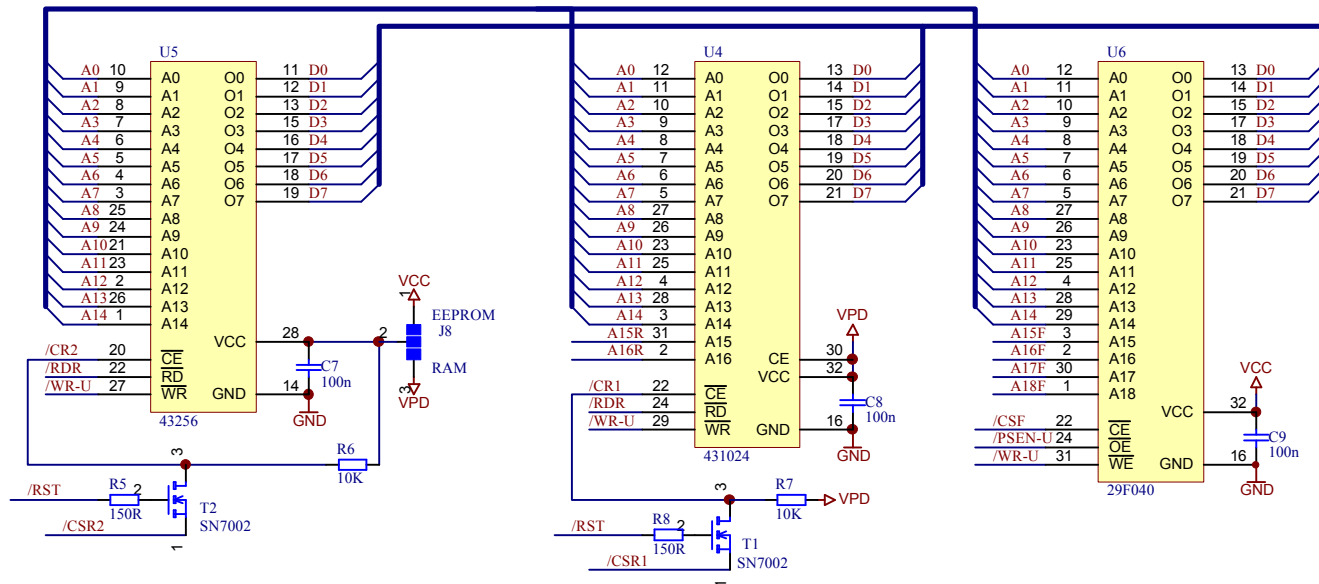 U5
A0 10 A0 O0 11 D0
A1 9 A1 O1 12 D1
A2 8 A2 O2 13 D2
A3 7 A3 O3 15 D3
A4 6 A4 O4 16 D4
A5 5 A5 O5 17 D5
A6 4 A6 O6 18 D6
A7 3 A7 O7 19 D7
A8 25 A8
A9 24 A9
A10 21 A10
A11 23 A11
A12 2 A12
A13 26 A13
A14 1 A14
VCC 28
/CR2 20 CE
/RDR 22 RD
/WR-U 27 WR
GND 14
43256
C7
100n
GND
VCC
1
2
EEPROM
J8
RAM
3
VPD
R6
10K
3
/RST R5 2
150R
T2
SN7002
/CSR2
1
U4
A0 12 A0 O0 13 D0
A1 11 A1 O1 14 D1
A2 10 A2 O2 15 D2
A3 9 A3 O3 17 D3
A4 8 A4 O4 18 D4
A5 7 A5 O5 19 D5
A6 6 A6 O6 20 D6
A7 5 A7 O7 21 D7
A8 27 A8
A9 26 A9
A10 23 A10
A11 25 A11
A12 4 A12
A13 28 A13
A14 3 A14
A15R 31 A15
A16R 2 A16
CE 30
VCC 32
/CR1 22 CE
/RDR 24 RD
/WR-U 29 WR
GND 16
431024
VPD
C8
100n
GND
3
R7
10K
VPD
/RST R8 2
150R
T1
SN7002
/CSR1
U6
A0 12 A0 O0 13 D0
A1 11 A1 O1 14 D1
A2 10 A2 O2 15 D2
A3 9 A3 O3 17 D3
A4 8 A4 O4 18 D4
A5 7 A5 O5 19 D5
A6 6 A6 O6 20 D6
A7 5 A7 O7 21 D7
A8 27 A8
A9 26 A9
A10 23 A10
A11 25 A11
A12 4 A12
A13 28 A13
A14 29 A14
A15F 3 A15
A16F 2 A16
A17F 30 A17
A18F 1 A18
VCC 32
/CSF 22 CE
/PSEN-U 24 OE
/WR-U 31 WE
GND 16
29F040
VCC
C9
100n
GND